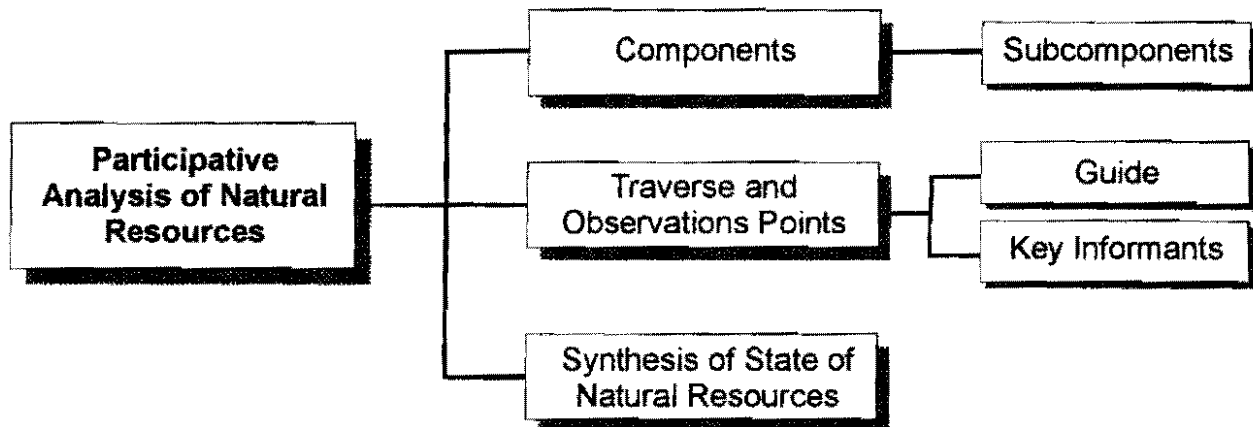 Participative
Analysis of Natural
Resources
Components
Subcomponents
Traverse and
Observations Points
Guide
Key Informants
Synthesis of State of
Natural Resources